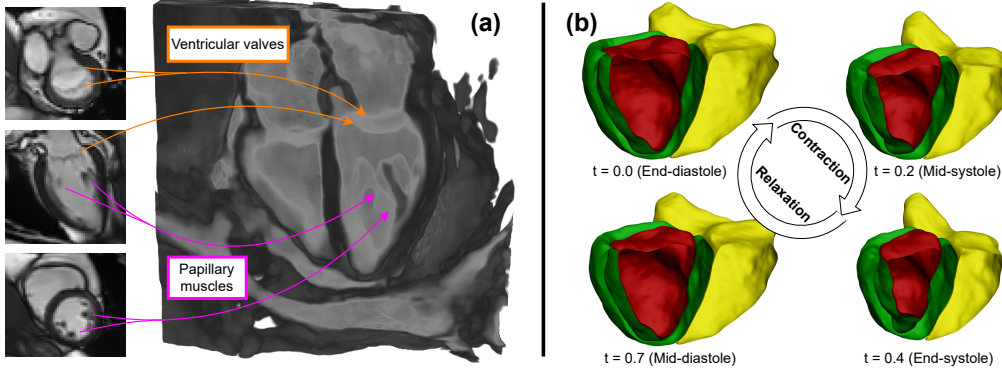 (a)
Ventricular valves
Papillary
muscles
(b)
t = 0.0 (End-diastole)
t = 0.2 (Mid-systole)
Contraction
Relaxation
t = 0.7 (Mid-diastole)
t = 0.4 (End-systole)